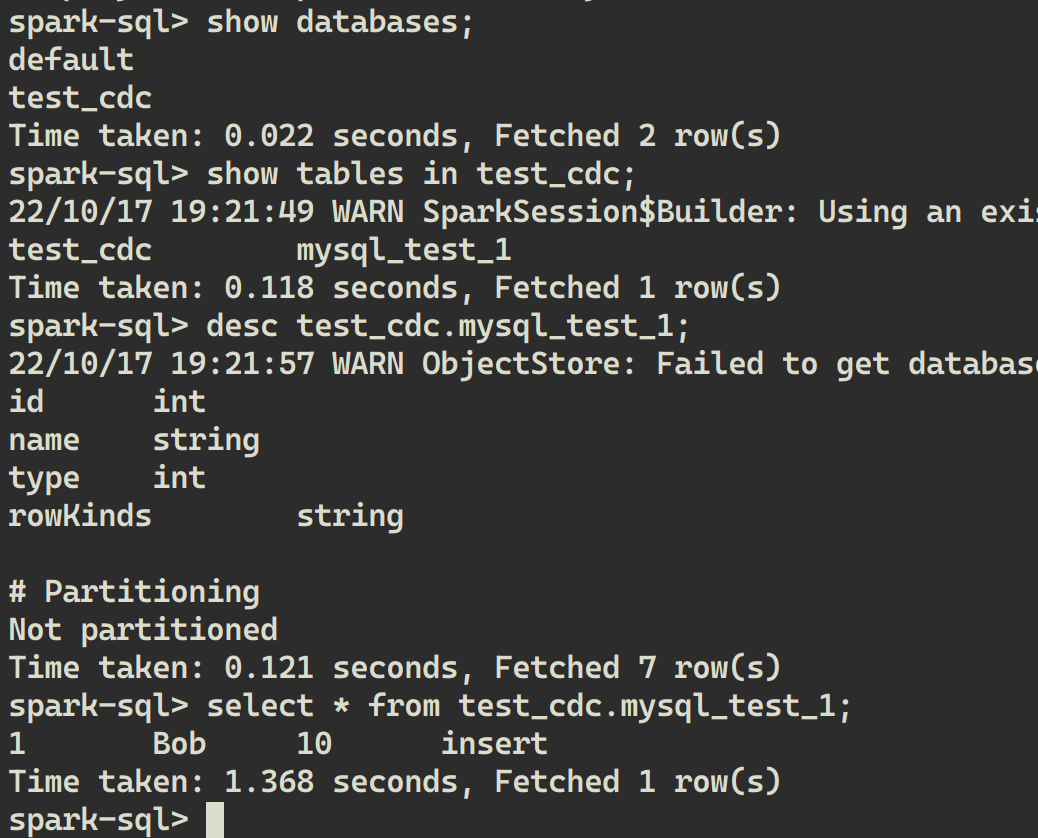 spark-sql> show databases;
default
test_cdc
Time taken: 0.022 seconds, Fetched 2 row(s)
spark-sql> show tables in test_cdc;
22/10/17 19:21:49 WARN SparkSession$Builder: Using an
test_cdc        mysql_test_1
Time taken: 0.118 seconds, Fetched 1 row(s)
spark-sql> desc test_cdc.mysql_test_1;
22/10/17 19:21:57 WARN ObjectStore: Failed to get
id      int
name    string
type    int
rowKinds        string
# Partitioning
Not partitioned
Time taken: 0.121 seconds, Fetched 7 row(s)
spark-sql> select * from test_cdc.mysql_test_1;
1       Bob     10      insert
Time taken: 1.368 seconds, Fetched 1 row(s)
spark-sql>